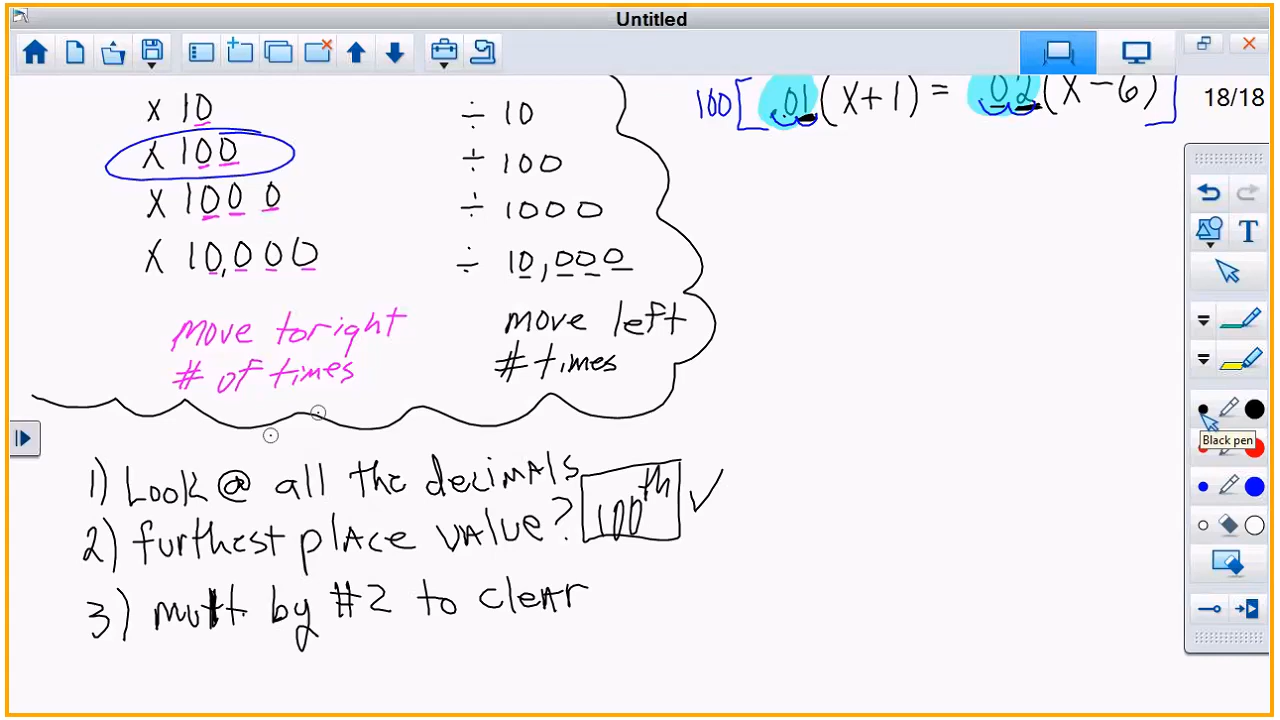 Untitled
x 10
x 100
x 1000
x 10,000
move to right
# of times
÷ 10
÷ 100
÷ 1000
÷ 10,000
move left
# times
100[.01(x+1) = .02(x-6)]
18/18
T
Black pen
1) Look @ all the decimals
2) furthest place value? 100th ✓
3) mult by #2 to clear